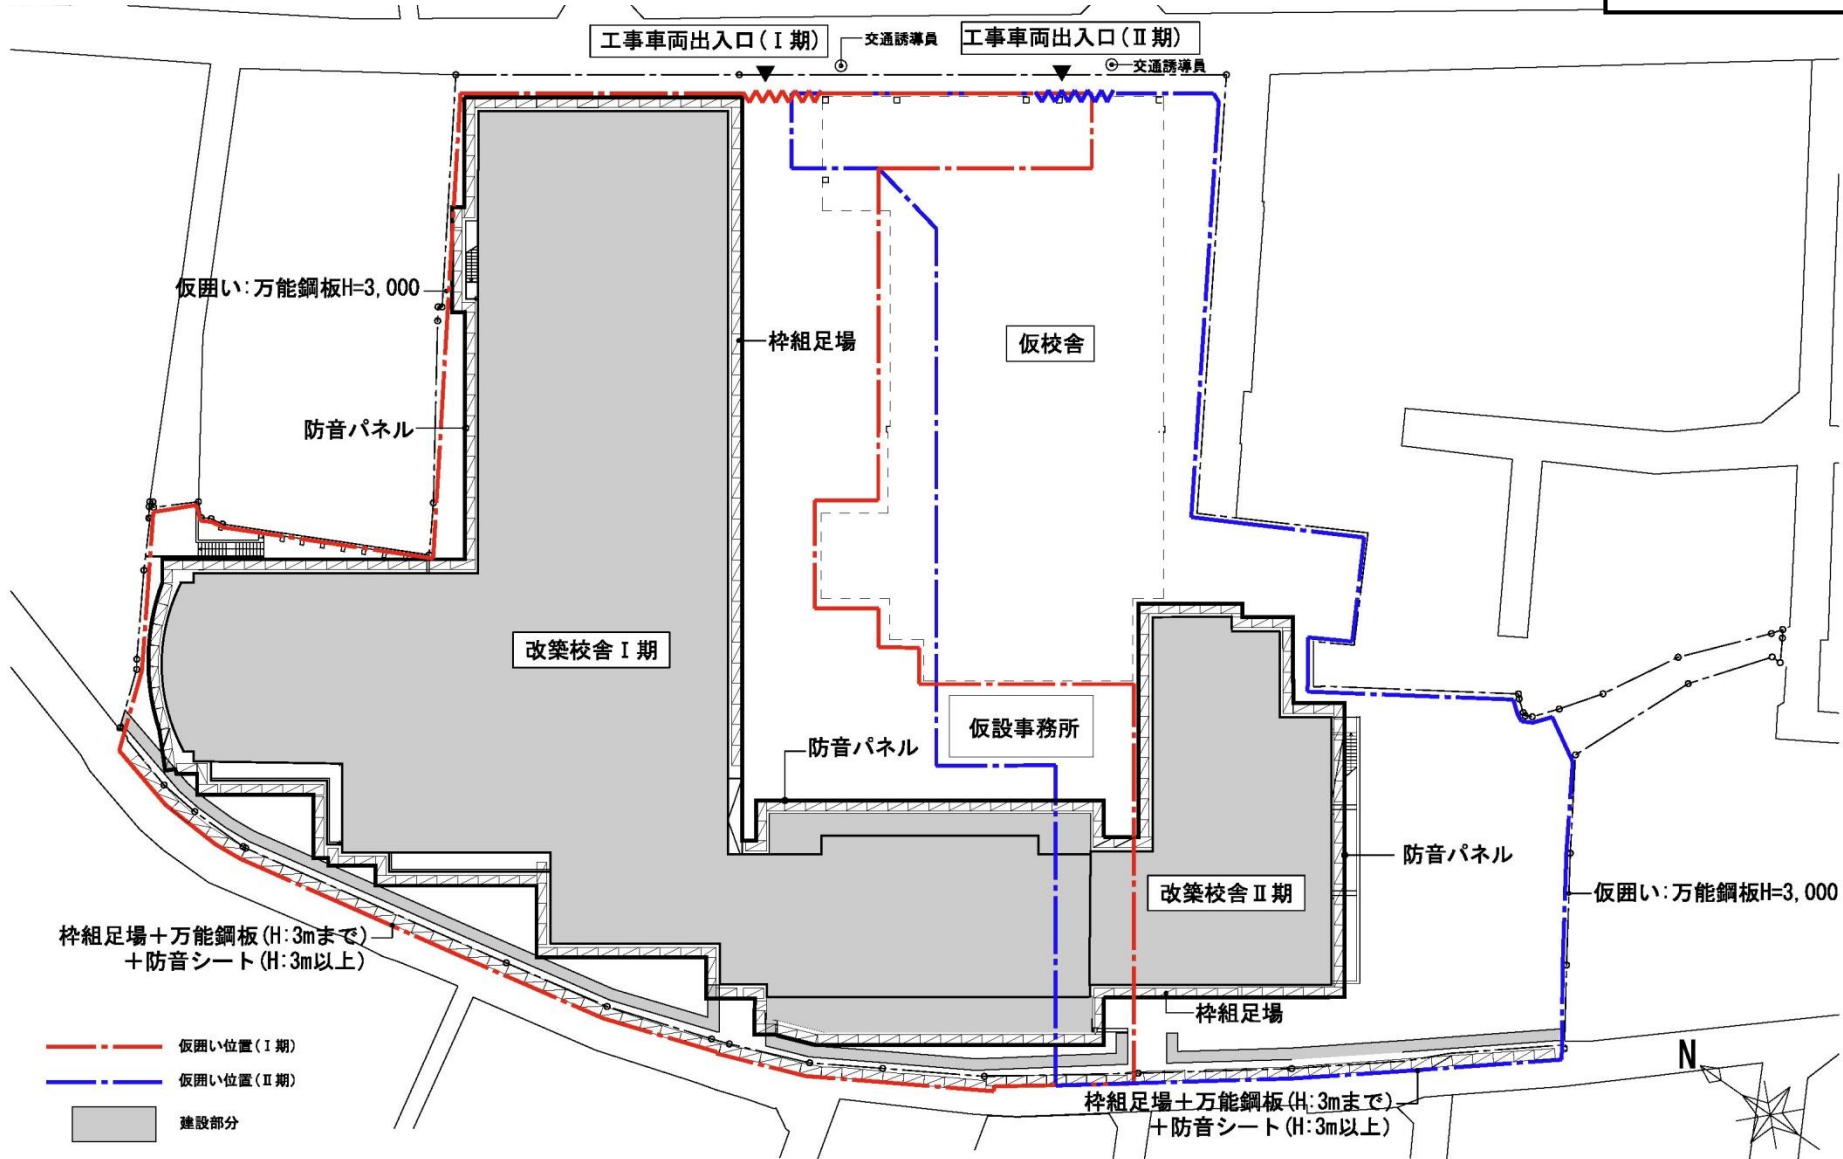 工事車両出入口(Ⅰ期)
交通誘導員
工事車両出入口(Ⅱ期)
交通誘導員
仮囲い:万能鋼板H=3,000
枠組足場
仮校舎
防音パネル
改築校舎Ⅰ期
仮設事務所
防音パネル
防音パネル
改築校舎Ⅱ期
仮囲い:万能鋼板H=3,000
枠組足場+万能鋼板(H:3mまで)
+防音シート(H:3m以上)
枠組足場
仮囲い位置(Ⅰ期)
仮囲い位置(Ⅱ期)
建設部分
N
枠組足場+万能鋼板(H:3mまで)
+防音シート(H:3m以上)